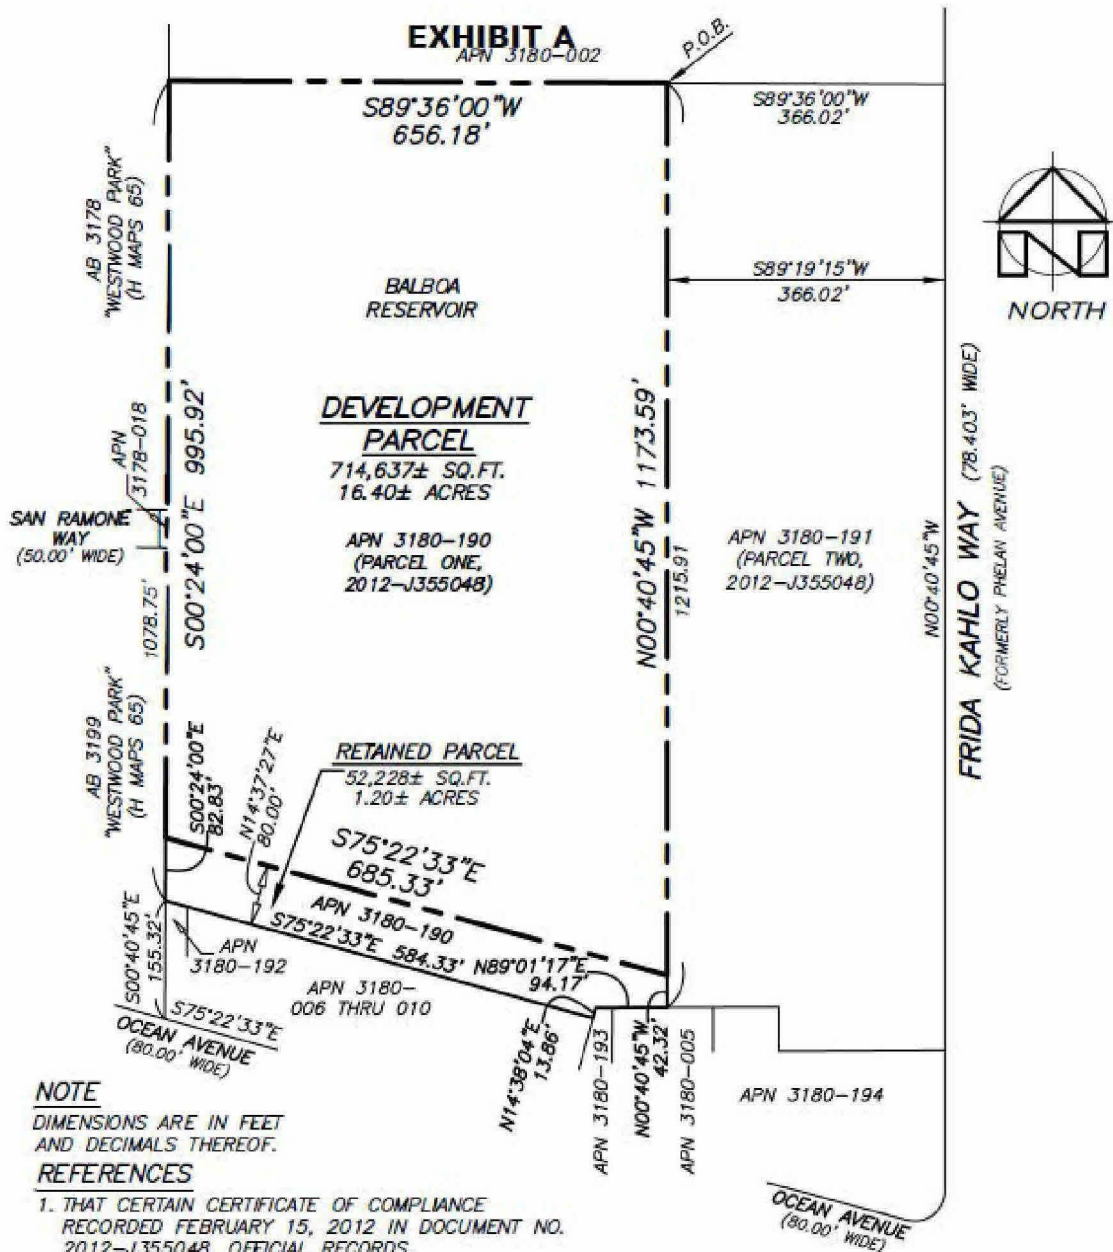 EXHIBIT A
APN 3180-002
P.O.B.
S89°36'00"W
656.18'
S89°36'00"W
366.02'
AB 3178
"WESTWOOD PARK"
(H MAPS 65)
BALBOA
RESERVOIR
S89°19'15"W
366.02'
NORTH
DEVELOPMENT
PARCEL
714,637± SQ.FT.
16.40± ACRES
APN 3180-190
(PARCEL ONE,
2012-J355048)
APN
3178-018
SAN RAMONE
WAY
(50.00' WIDE)
S00°24'00"E 995.92'
1078.75'
N00°40'45"W 1173.59'
1215.91
APN 3180-191
(PARCEL TWO,
2012-J355048)
N00°40'45"W
FRIDA KAHLO WAY (78.403' WIDE)
(FORMERLY PHELAN AVENUE)
AB 3199
"WESTWOOD PARK"
(H MAPS 65)
S00°24'00"E
82.83'
N14°37'27"E
80.00'
RETAINED PARCEL
52,228± SQ.FT.
1.20± ACRES
S75°22'33"E
685.33'
APN 3180-190
S75°22'33"E 584.33'
N89°01'17"E
94.17'
S00°40'45"E
155.32'
APN
3180-192
APN 3180-
006 THRU 010
S75°22'33"E
OCEAN AVENUE
(80.00' WIDE)
N14°38'04"E
13.86'
APN 3180-193
N00°40'45"W
42.32'
APN 3180-005
APN 3180-194
OCEAN AVENUE
(80.00' WIDE)
NOTE
DIMENSIONS ARE IN FEET
AND DECIMALS THEREOF.
REFERENCES
1. THAT CERTAIN CERTIFICATE OF COMPLIANCE
RECORDED FEBRUARY 15, 2012 IN DOCUMENT NO.
2012-J355048, OFFICIAL RECORDS.